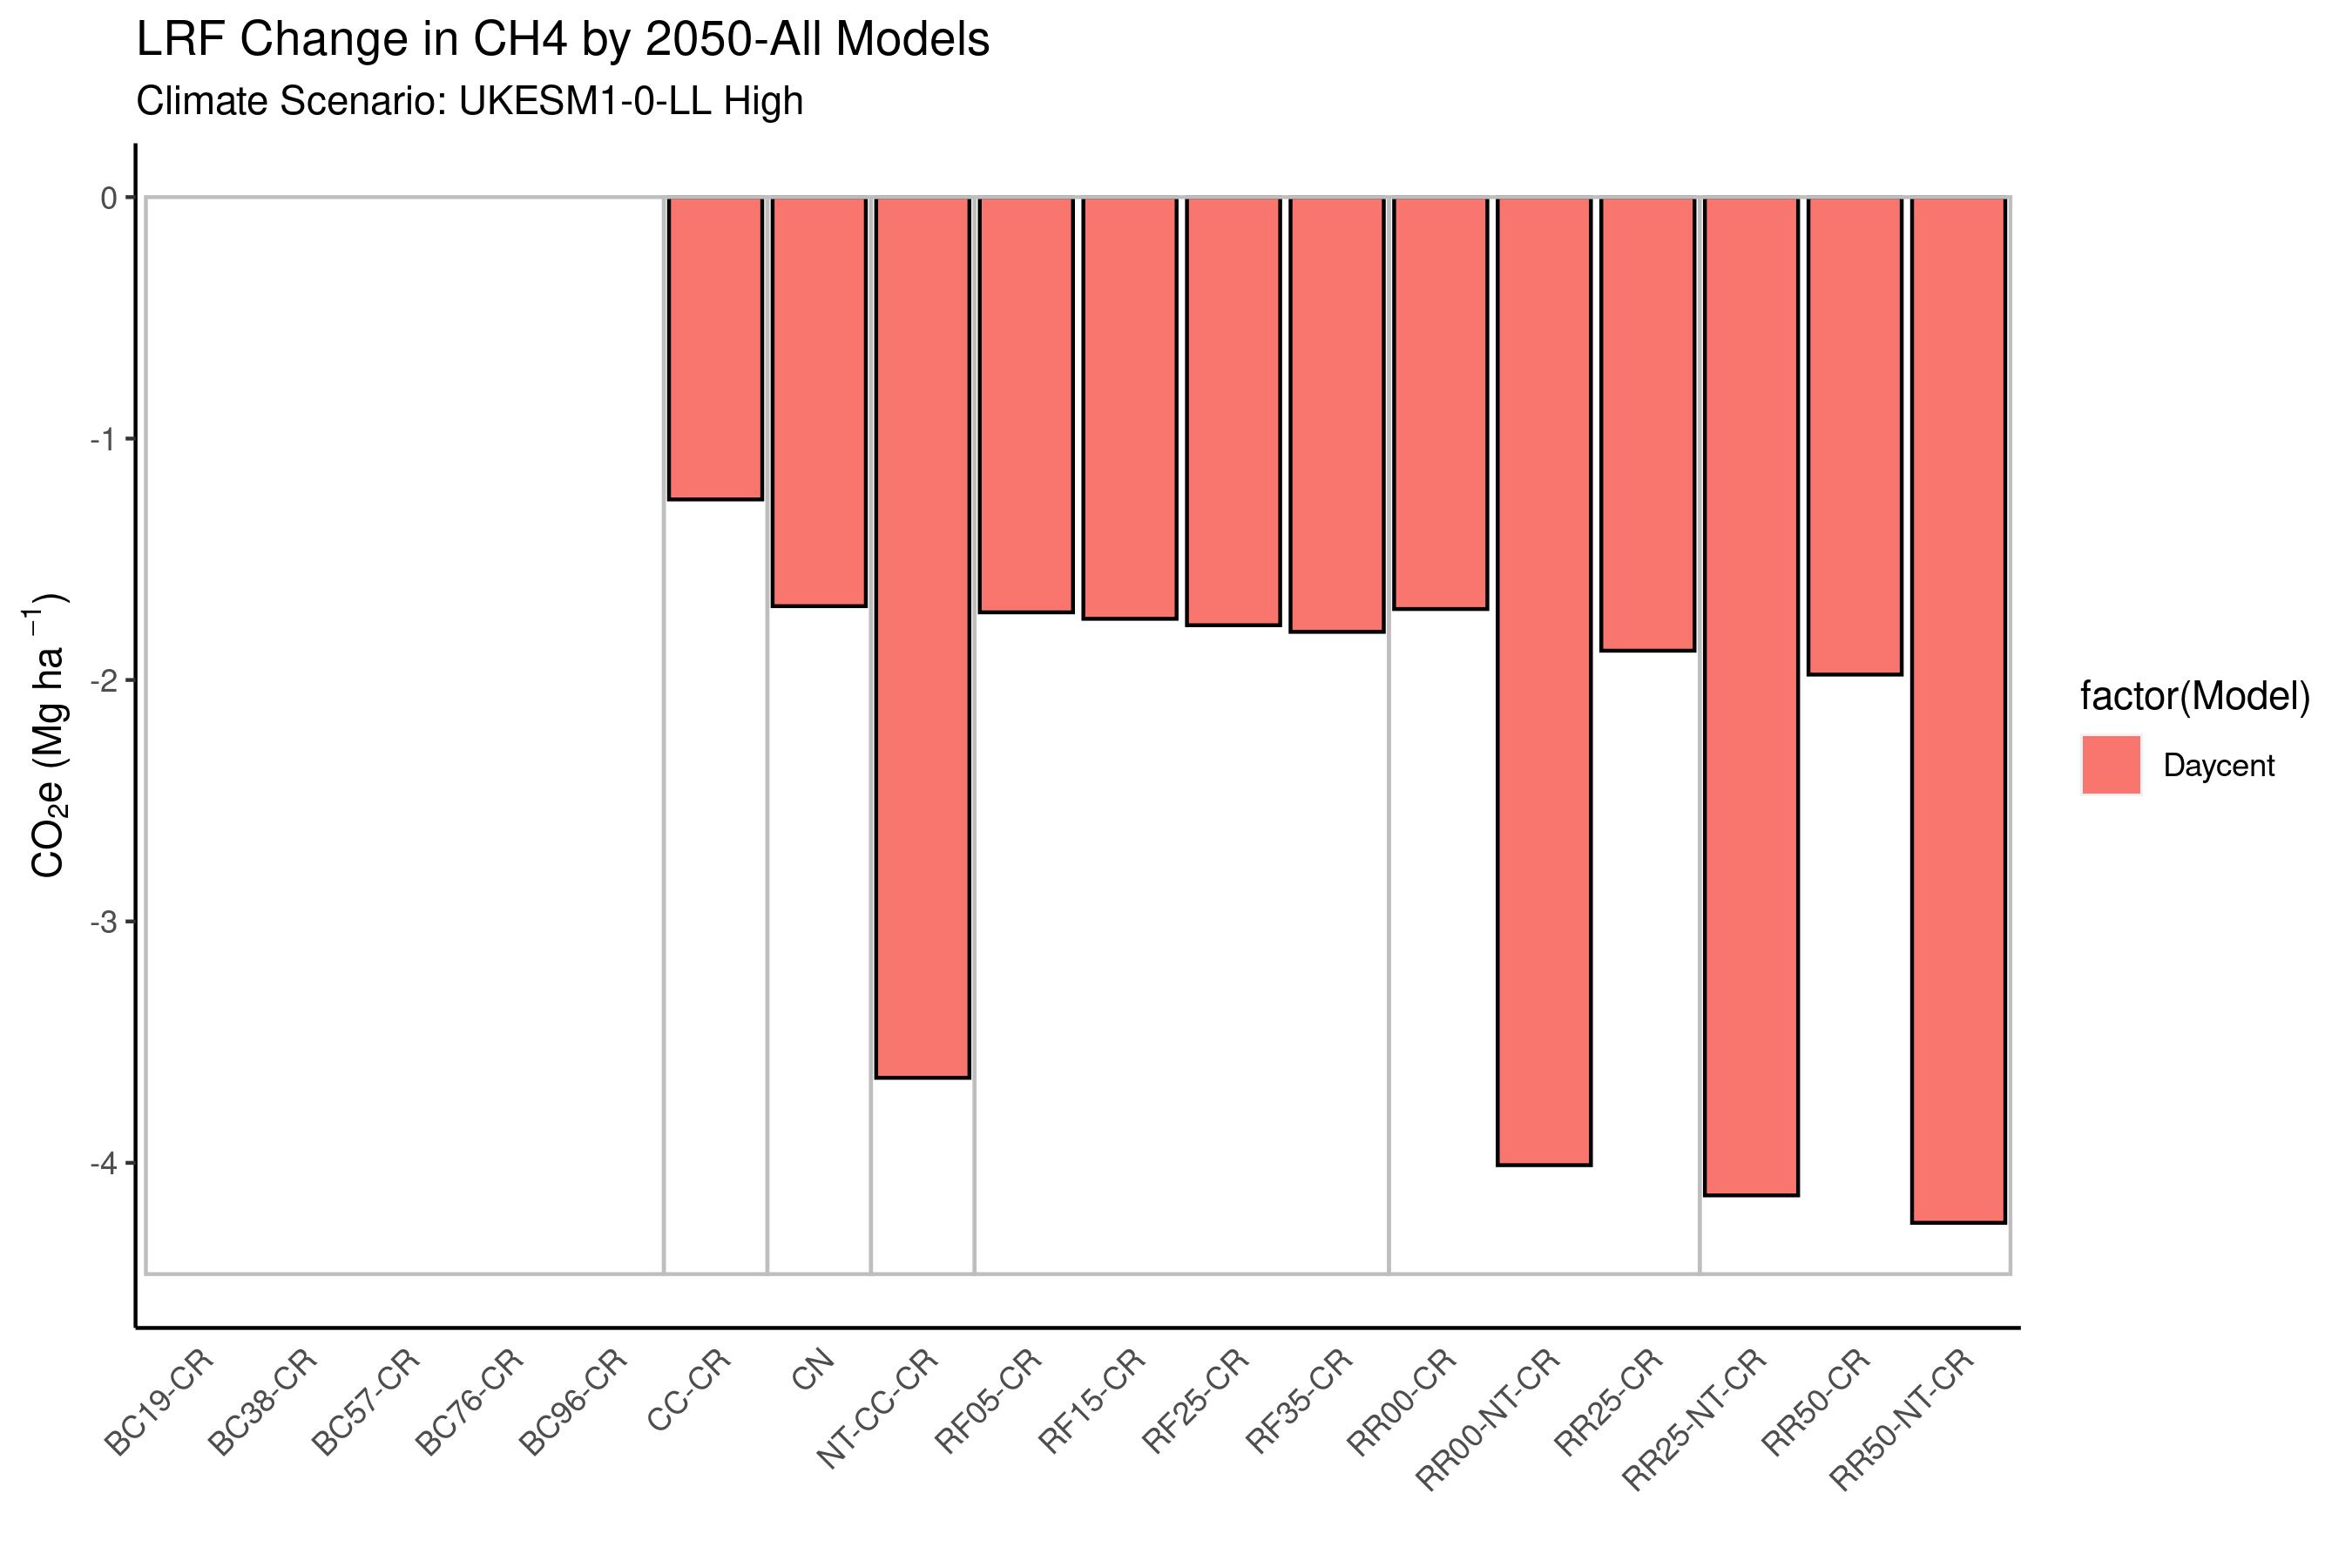 LRF Change in CH4 by 2050-All Models
Climate Scenario: UKESM1-0-LL High
CO₂e (Mg ha ⁻¹)
0
-1
-2
-3
-4
BC19-CR
BC38-CR
BC57-CR
BC76-CR
BC96-CR
CC-CR
CN
NT-CC-CR
RF05-CR
RF15-CR
RF25-CR
RF35-CR
RR00-CR
RR00-NT-CR
RR25-CR
RR25-NT-CR
RR50-CR
RR50-NT-CR
factor(Model)
Daycent